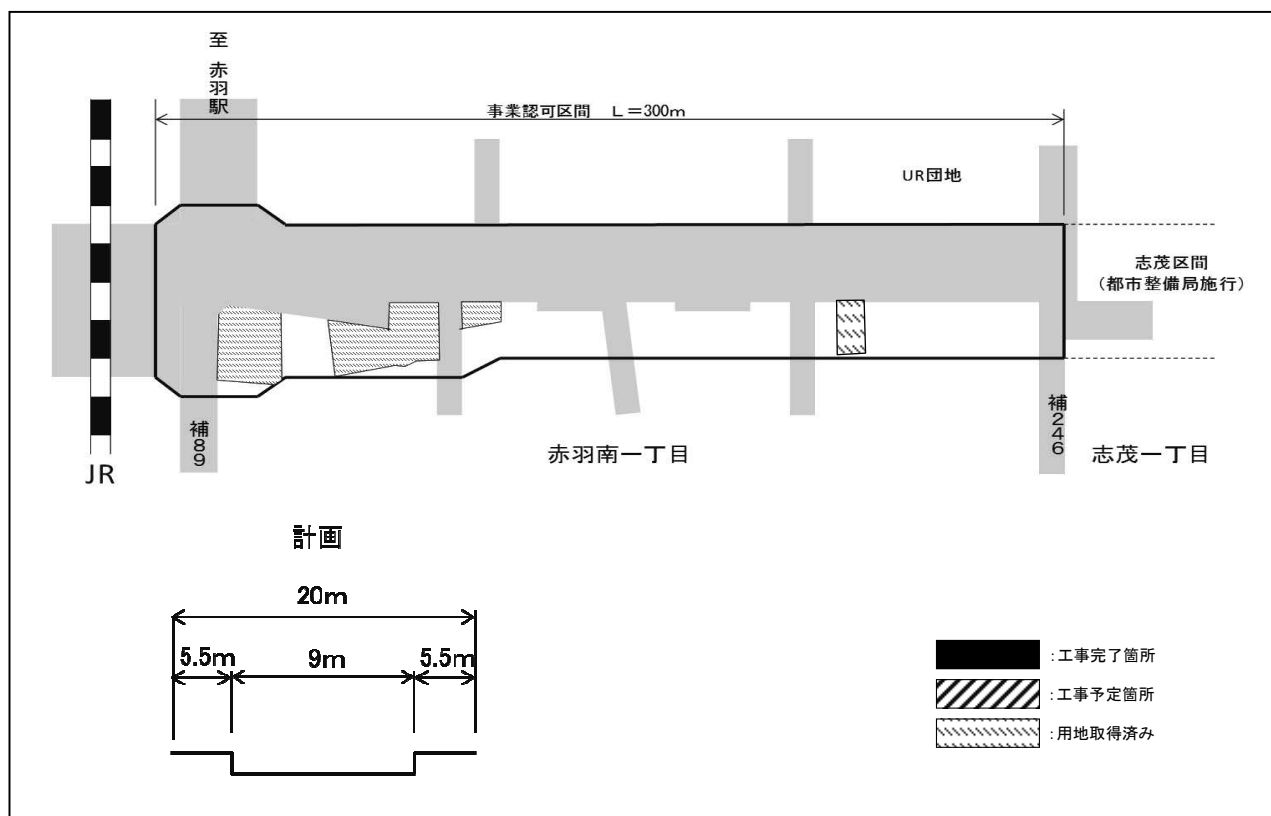 至 赤羽駅
事業認可区間 L=300m
UR団地
志茂区間
(都市整備局施行)
補89
補246
赤羽南一丁目
志茂一丁目
JR
計画
20m
5.5m 9m 5.5m
:工事完了箇所
:工事予定箇所
:用地取得済み